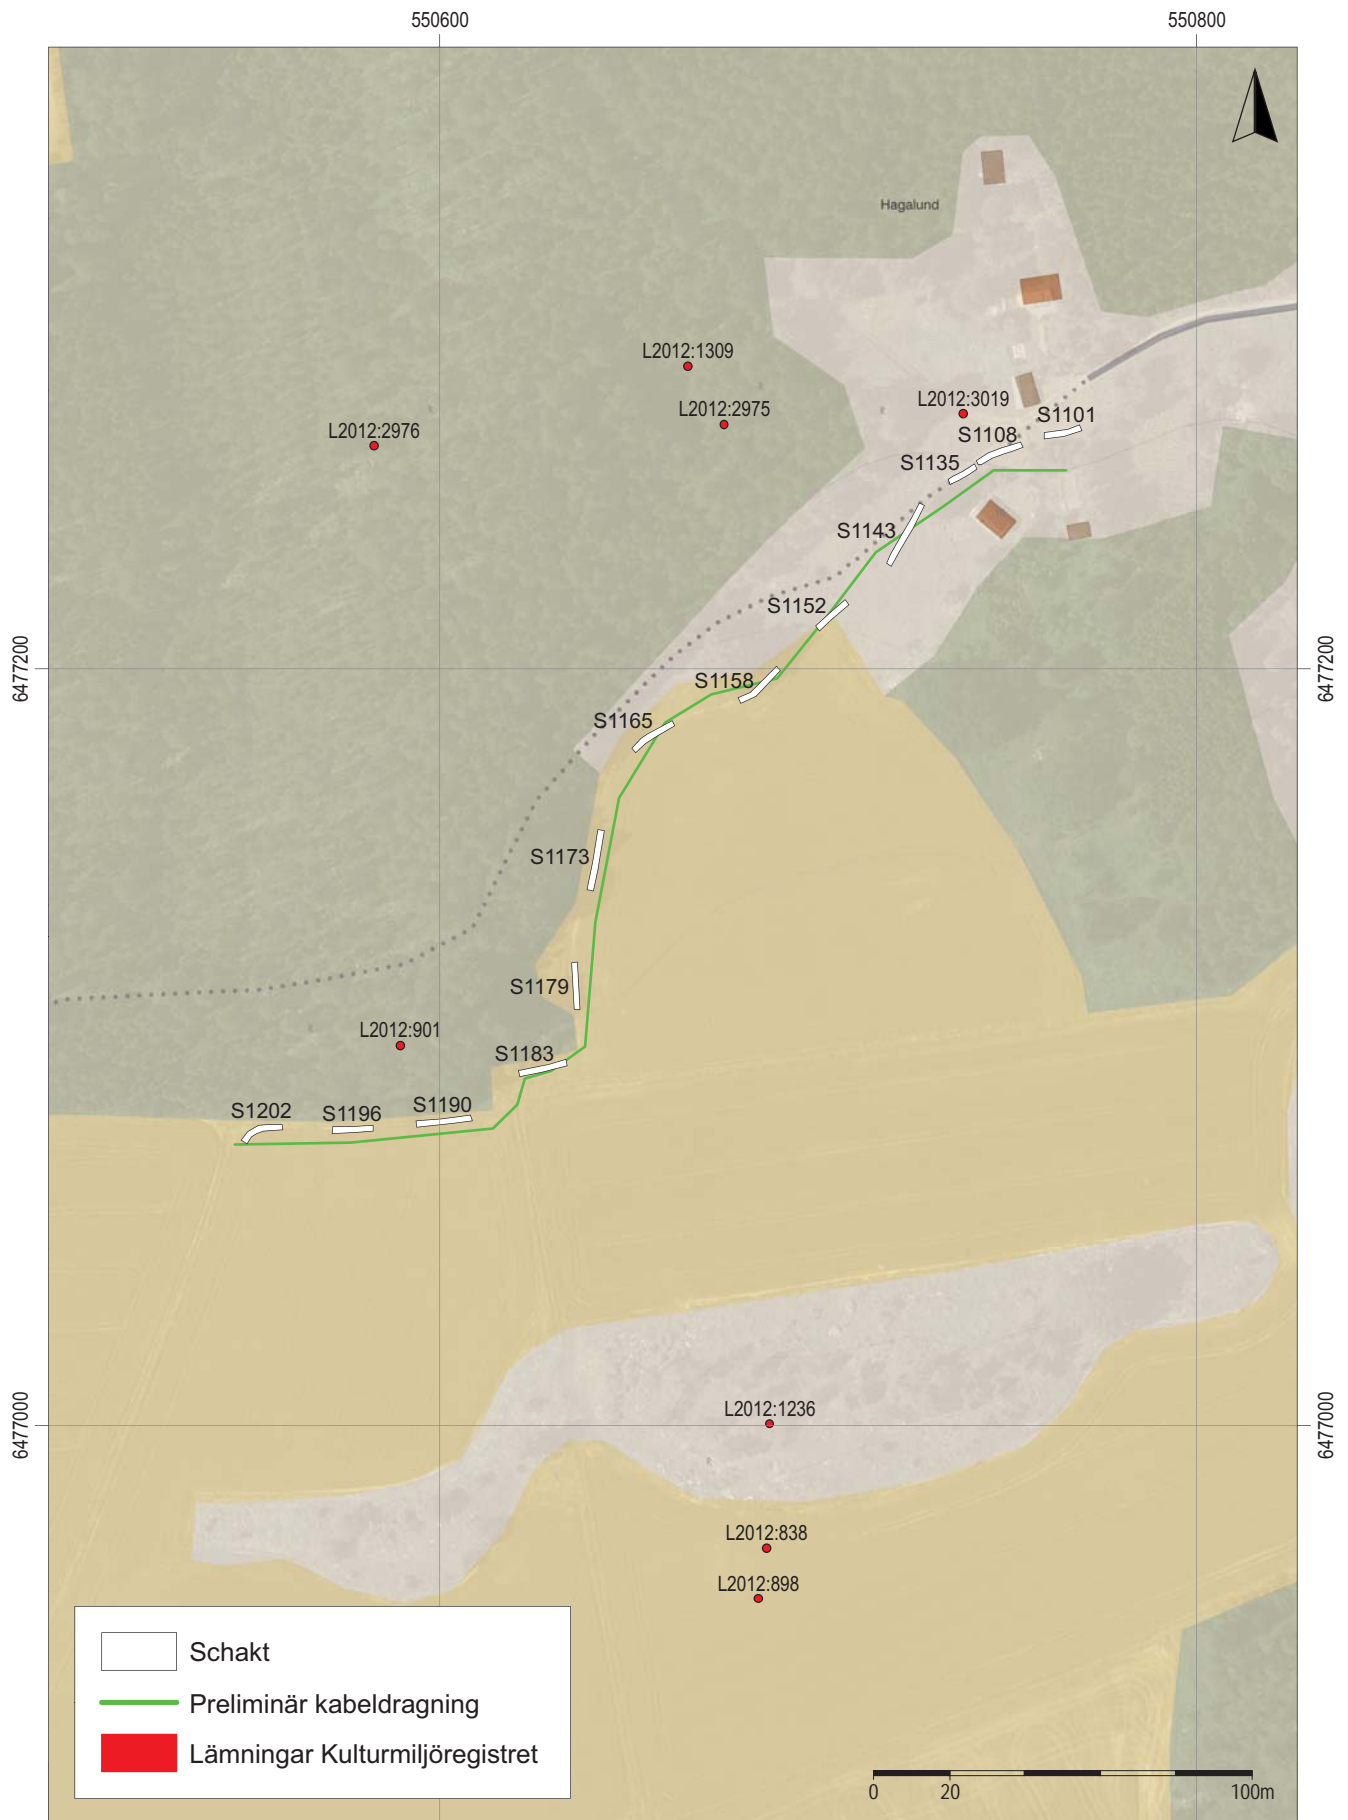 550600
550800
Hagalund
L2012:1309
L2012:2975
L2012:3019
L2012:2976
S1101
S1108
S1135
S1143
S1152
6477200
6477200
S1158
S1165
S1173
S1179
L2012:901
S1183
S1202
S1196
S1190
L2012:1236
6477000
6477000
L2012:838
L2012:898
Schakt
Preliminär kabeldragning
Lämningar Kulturmiljöregistret
0 20 100m